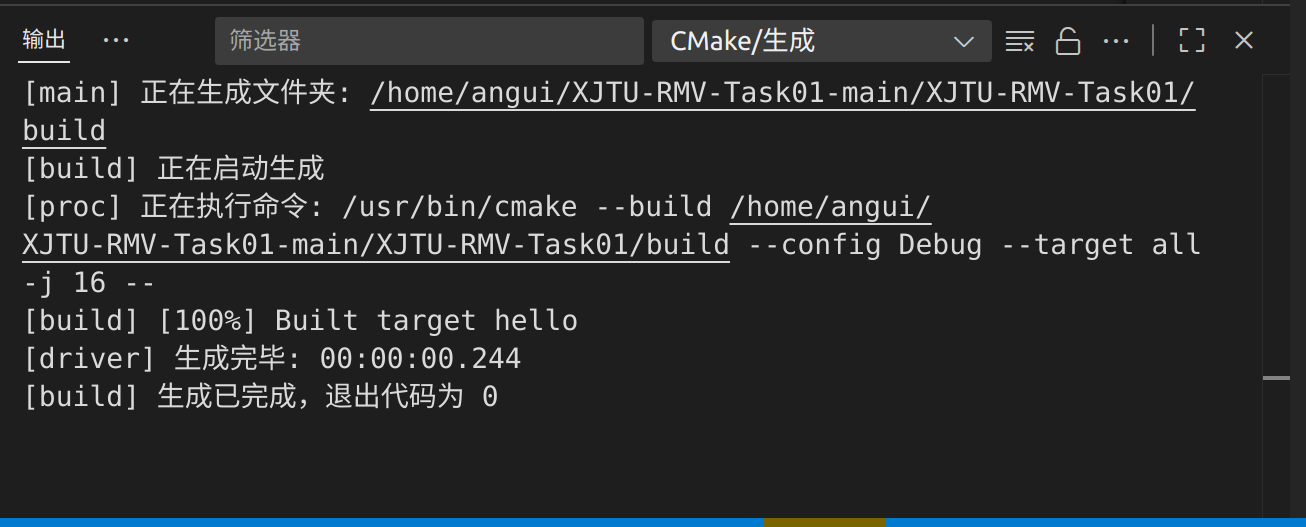 输出 ··· 筛选器 CMake/生成 ···
[main] 正在生成文件夹: /home/angui/XJTU-RMV-Task01-main/XJTU-RMV-Task01/
build
[build] 正在启动生成
[proc] 正在执行命令: /usr/bin/cmake --build /home/angui/
XJTU-RMV-Task01-main/XJTU-RMV-Task01/build --config Debug --target all
-j 16 --
[build] [100%] Built target hello
[driver] 生成完毕: 00:00:00.244
[build] 生成已完成，退出代码为 0